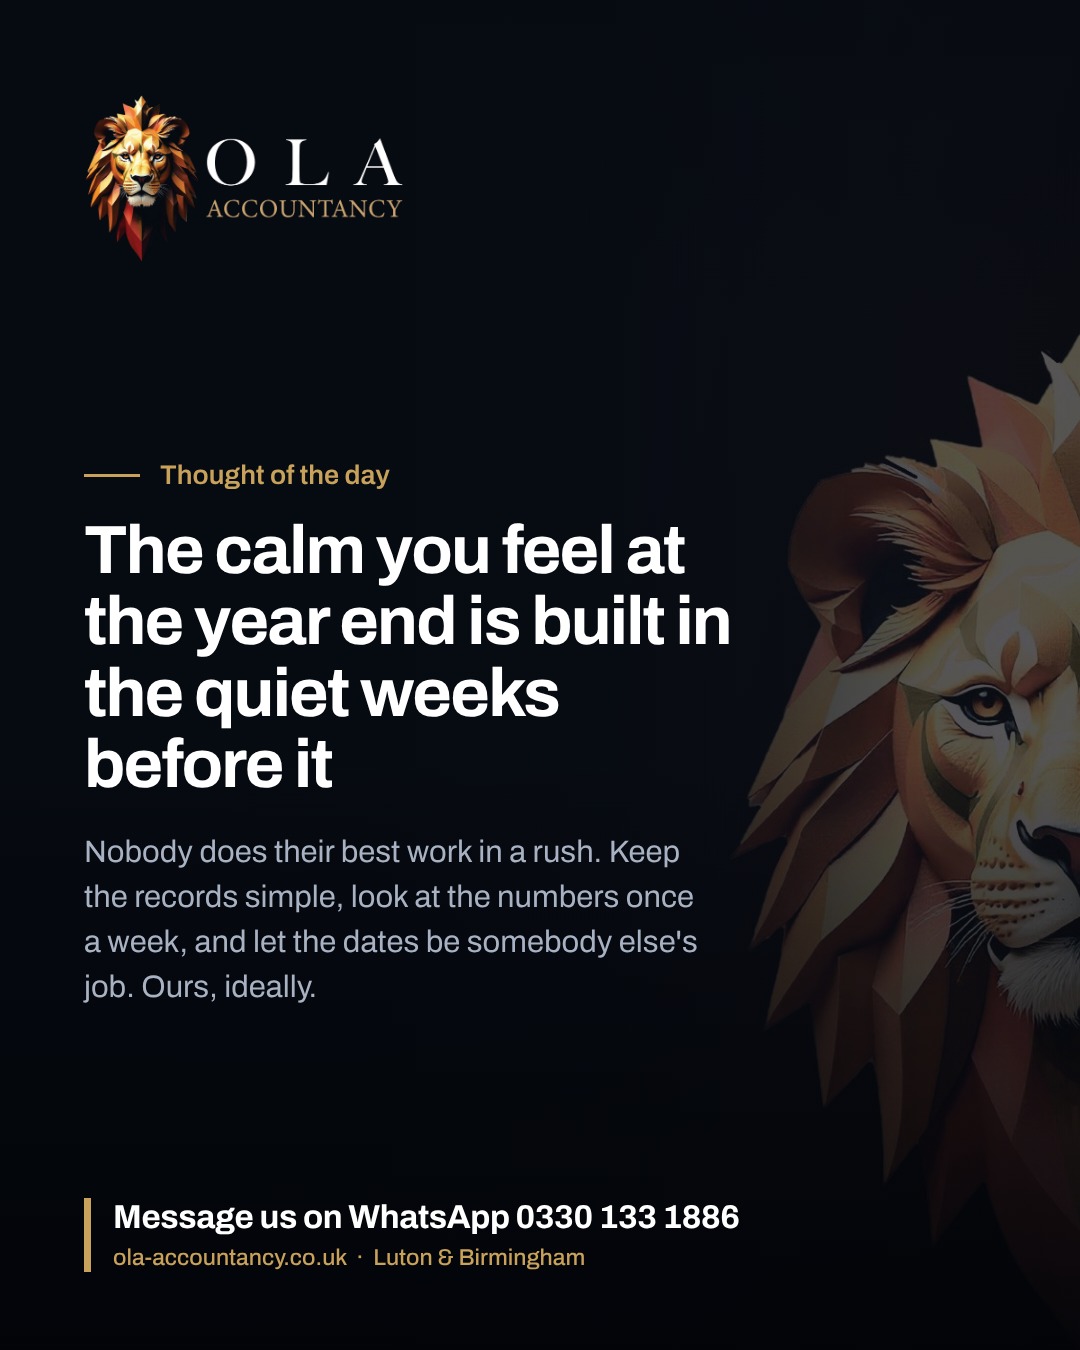 OLA
ACCOUNTANCY
Thought of the day
The calm you feel at
the year end is built in
the quiet weeks
before it
Nobody does their best work in a rush. Keep
the records simple, look at the numbers once
a week, and let the dates be somebody else's
job. Ours, ideally.
Message us on WhatsApp 0330 133 1886
ola-accountancy.co.uk · Luton & Birmingham